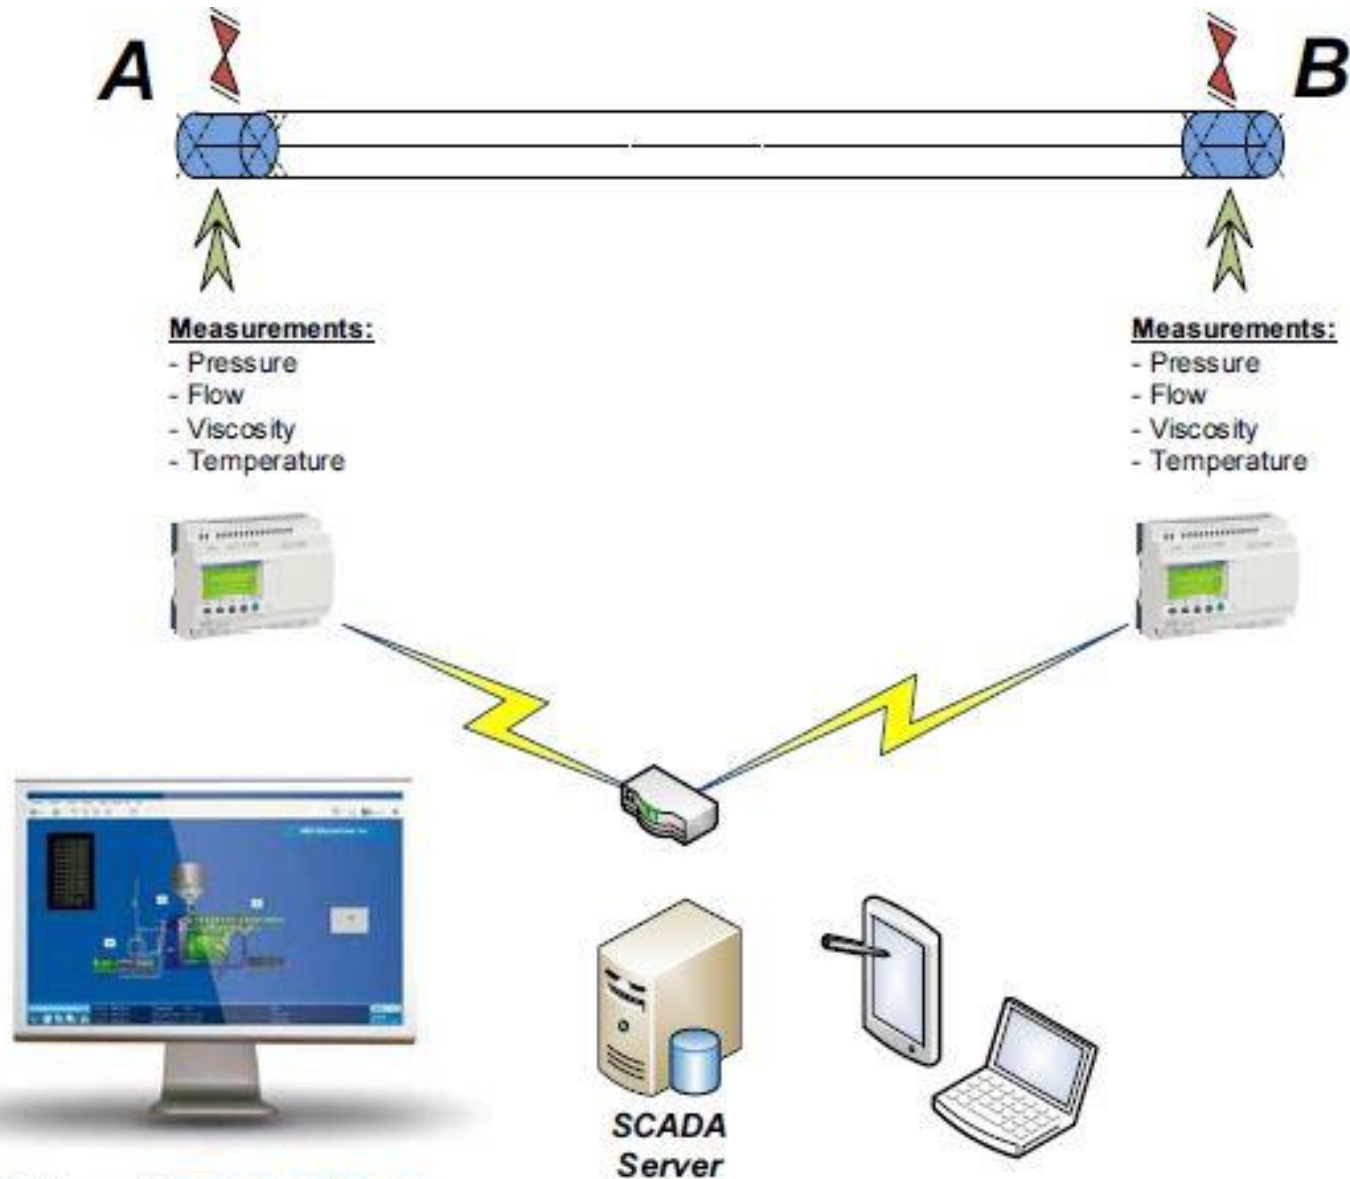 A
B
Measurements:
- Pressure
- Flow
- Viscosity
- Temperature
Measurements:
- Pressure
- Flow
- Viscosity
- Temperature
SCADA
Server